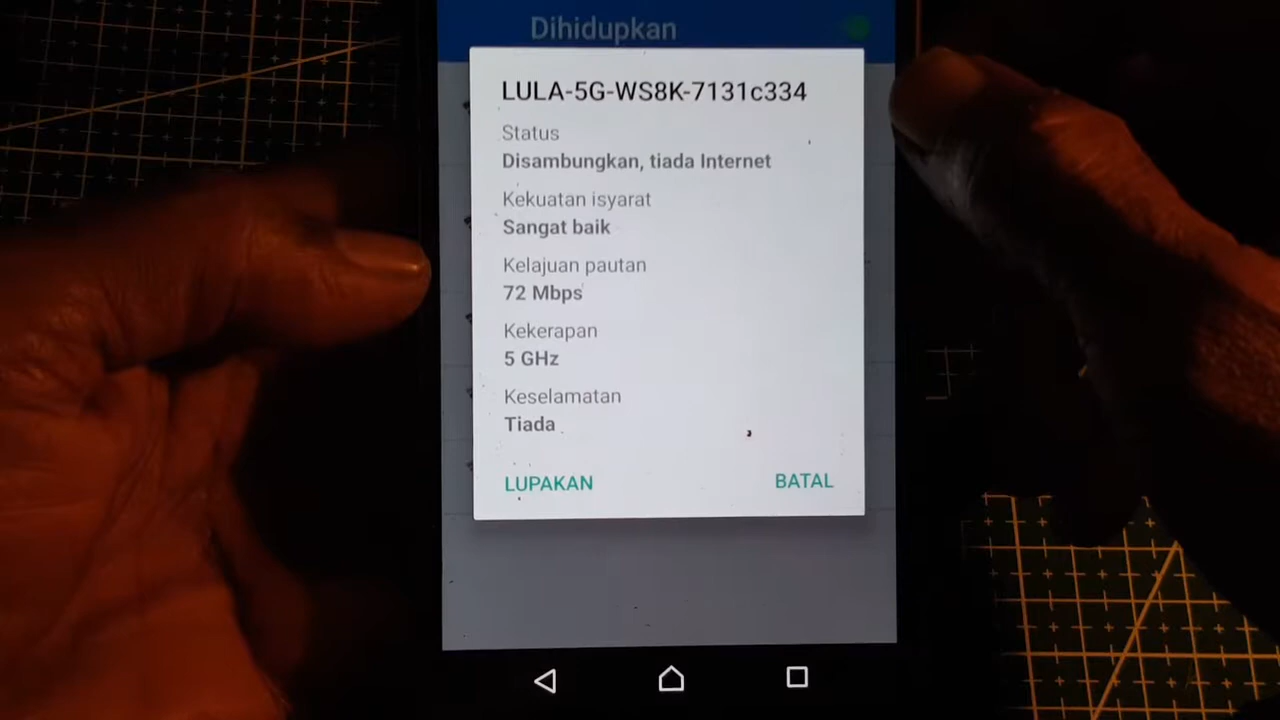 Dihidupkan
LULA-5G-WS8K-7131c334
Status
Disambungkan, tiada Internet
Kekuatan isyarat
Sangat baik
Kelajuan pautan
72 Mbps
Kekerapan
5 GHz
Keselamatan
Tiada
LUPAKAN BATAL